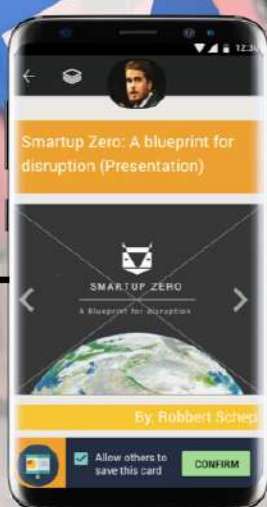 12:30
Smartup Zero: A blueprint for
disruption (Presentation)
SMARTUP ZERO
A Blueprint for disruption
By: Robbert Schep
Allow others to
save this card
CONFIRM